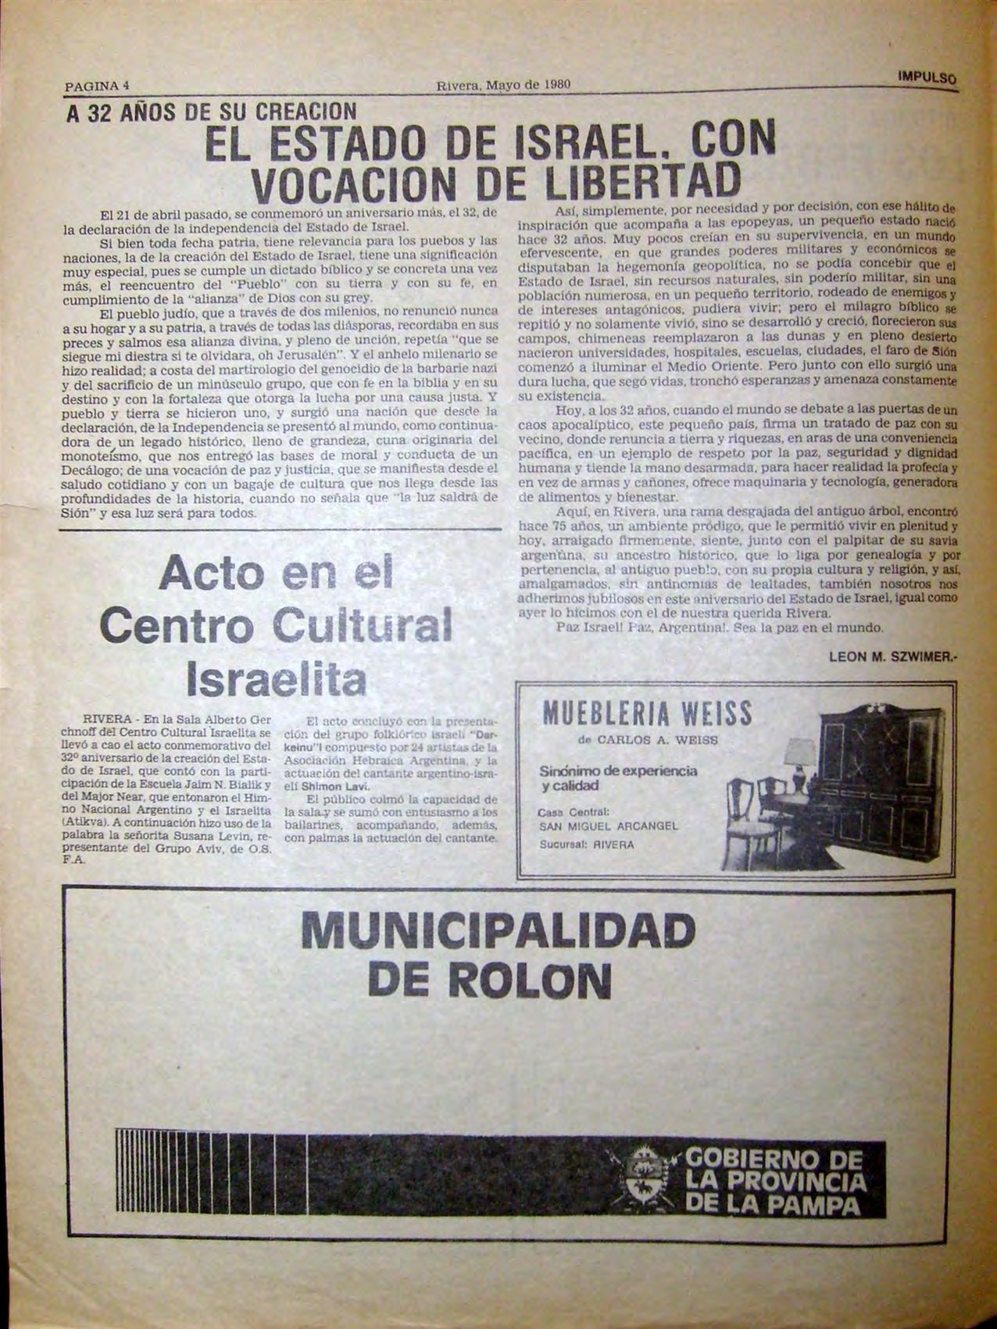 PAGINA 4
Rivera, Mayo de 1980
IMPULSO
A 32 AÑOS DE SU CREACION
EL ESTADO DE ISRAEL, CON
VOCACION DE LIBERTAD
El 21 de abril pasado, se conmemoró un aniversario más, el 32, de
la declaración de la independencia del Estado de Israel.
Si bien toda fecha patria, tiene relevancia para los puebos y las
naciones, la de la creación del Estado de Israel, tiene una significación
muy especial, pues se cumple un dictado bíblico y se concreta una vez
más, el reencuentro del "Pueblo" con su tierra y con su fe, en
cumplimiento de la "alianza" de Dios con su grey.
El pueblo judío, que a través de dos milenios, no renunció nunca
a su hogar y a su patria, a través de todas las diásporas, recordaba en sus
preces y salmos esa alianza divina, y pleno de unción, repetía "que se
siegue mi diestra si te olvidara, oh Jerusalén". Y el anhelo milenario se
hizo realidad; a costa del martirologio del genocidio de la barbarie nazi
y del sacrificio de un minúsculo grupo, que con fe en la biblia y en su
destino y con la fortaleza que otorga la lucha por una causa justa. Y
pueblo y tierra se hicieron uno, y surgió una nación que desde la
declaración, de la Independencia se presentó al mundo, como continua-
dora de un legado histórico, lleno de grandeza, cuna originaria del
monoteísmo, que nos entregó las bases de moral y conducta de un
Decálogo; de una vocación de paz y justicia, que se manifiesta desde el
saludo cotidiano y con un bagaje de cultura que nos llega desde las
profundidades de la historia, cuando no señala que "la luz saldrá de
Sión" y esa luz será para todos.
Así, simplemente, por necesidad y por decisión, con ese hálito de
inspiración que acompaña a las epopeyas, un pequeño estado nació
hace 32 años. Muy pocos creían en su supervivencia, en un mundo
efervescente, en que grandes poderes militares y económicos se
disputaban la hegemonía geopolítica, no se podía concebir que el
Estado de Israel, sin recursos naturales, sin poderío militar, sin una
población numerosa, en un pequeño territorio, rodeado de enemigos y
de intereses antagónicos, pudiera vivir; pero el milagro bíblico se
repitió y no solamente vivió, sino se desarrolló y creció, florecieron sus
campos, chimeneas reemplazaron a las dunas y en pleno desierto
nacieron universidades, hospitales, escuelas, ciudades, el faro de Sión
comenzó a iluminar el Medio Oriente. Pero junto con ello surgió una
dura lucha, que segó vidas, tronchó esperanzas y amenaza constamente
su existencia.
Hoy, a los 32 años, cuando el mundo se debate a las puertas de un
caos apocalíptico, este pequeño país, firma un tratado de paz con su
vecino, donde renuncia a tierra y riquezas, en aras de una conveniencia
pacífica, en un ejemplo de respeto por la paz, seguridad y dignidad
humana y tiende la mano desarmada, para hacer realidad la profecía y
en vez de armas y cañones, ofrece maquinaria y tecnología, generadora
de alimentos y bienestar.
Aquí, en Rivera, una rama desgajada del antiguo árbol, encontró
hace 75 años, un ambiente pródigo, que le permitió vivir en plenitud y
hoy, arraigado firmemente, siente, junto con el palpitar de su savia
argentina, su ancestro histórico, que lo liga por genealogía y por
pertenencia, al antiguo pueblo, con su propia cultura y religión, y así,
amalgamados, sin antinomias de lealtades, también nosotros nos
adherimos jubilosos en este aniversario del Estado de Israel, igual como
ayer lo hicimos con el de nuestra querida Rivera.
Paz Israel! Paz, Argentina!. Sea la paz en el mundo.
LEON M. SZWIMER.-
Acto en el
Centro Cultural
Israelita
RIVERA - En la Sala Alberto Ger
chnoff del Centro Cultural Israelita se
llevó a cao el acto conmemorativo del
32º aniversario de la creación del Esta-
do de Israel, que contó con la parti-
cipación de la Escuela Jaim N. Bialik y
del Major Near, que entonaron el Him-
no Nacional Argentino y el Israelita
(Atikva). A continuación hizo uso de la
palabra la señorita Susana Levin, re-
presentante del Grupo Aviv, de O.S.
F.A.
El acto concluyó con la presenta-
ción del grupo folklórico israelí "Dar-
keinu"l compuesto por 24 artistas de la
Asociación Hebraica Argentina, y la
actuación del cantante argentino-isra-
elí Shimon Lavi.
El público colmó la capacidad de
la sala y se sumó con entusiasmo a los
bailarines, acompañando, además,
con palmas la actuación del cantante.
MUEBLERIA WEISS
de CARLOS A. WEISS
Sinónimo de experiencia
y calidad
Casa Central:
SAN MIGUEL ARCANGEL
Sucursal: RIVERA
MUNICIPALIDAD
DE ROLON
GOBIERNO DE
LA PROVINCIA
DE LA PAMPA